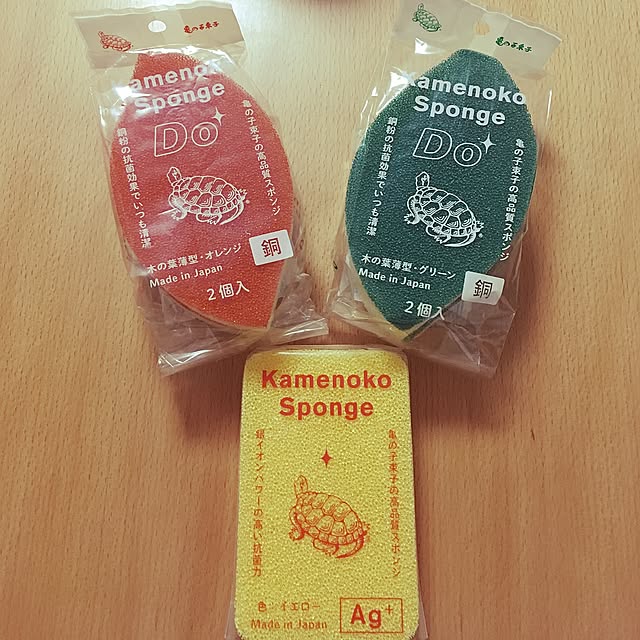 亀の子束子
Kamenoko
Sponge
Do
亀の子束子の高品質スポンジ
銅粉の抗菌効果でいつも清潔
銅
木の葉薄型・オレンジ
Made in Japan
2個入
亀の子束子
Kamenoko
Sponge
Do
亀の子束子の高品質スポンジ
銅粉の抗菌効果でいつも清潔
木の葉薄型・グリーン
Made in Japan
銅
2個入
Kamenoko
Sponge
亀の子束子の高品質スポンジ
銀イオンパワーの高い抗菌力
色:イエロー
Made in Japan
Ag+